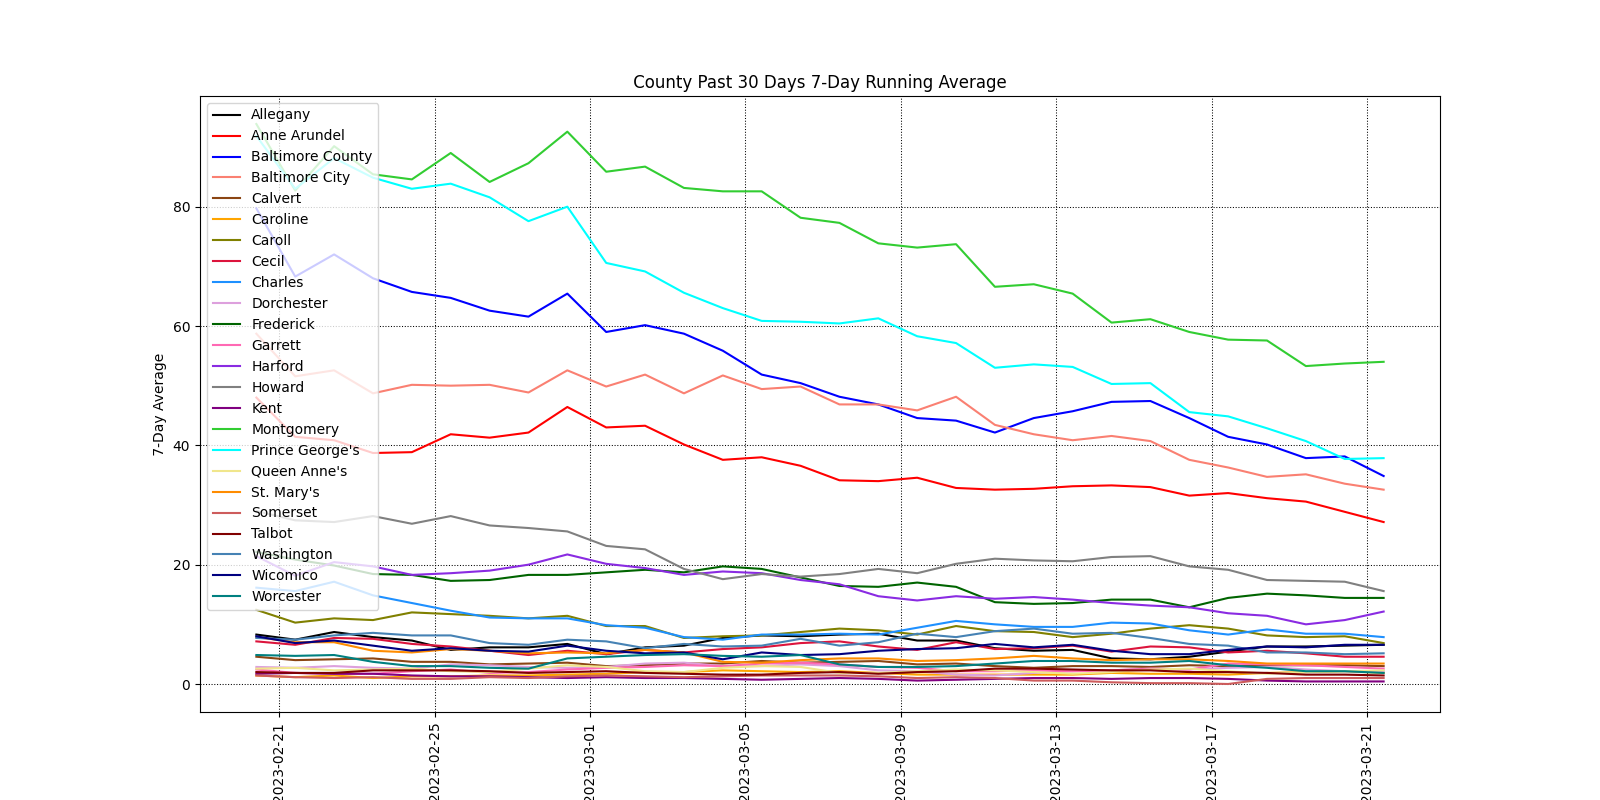 County Past 30 Days 7-Day Running Average
7-Day Average
80
60
40
20
0
Allegany
Anne Arundel
Baltimore County
Baltimore City
Calvert
Caroline
Caroll
Cecil
Charles
Dorchester
Frederick
Garrett
Harford
Howard
Kent
Montgomery
Prince George's
Queen Anne's
St. Mary's
Somerset
Talbot
Washington
Wicomico
Worcester
2023-02-21
2023-02-25
2023-03-01
2023-03-05
2023-03-09
2023-03-13
2023-03-17
2023-03-21